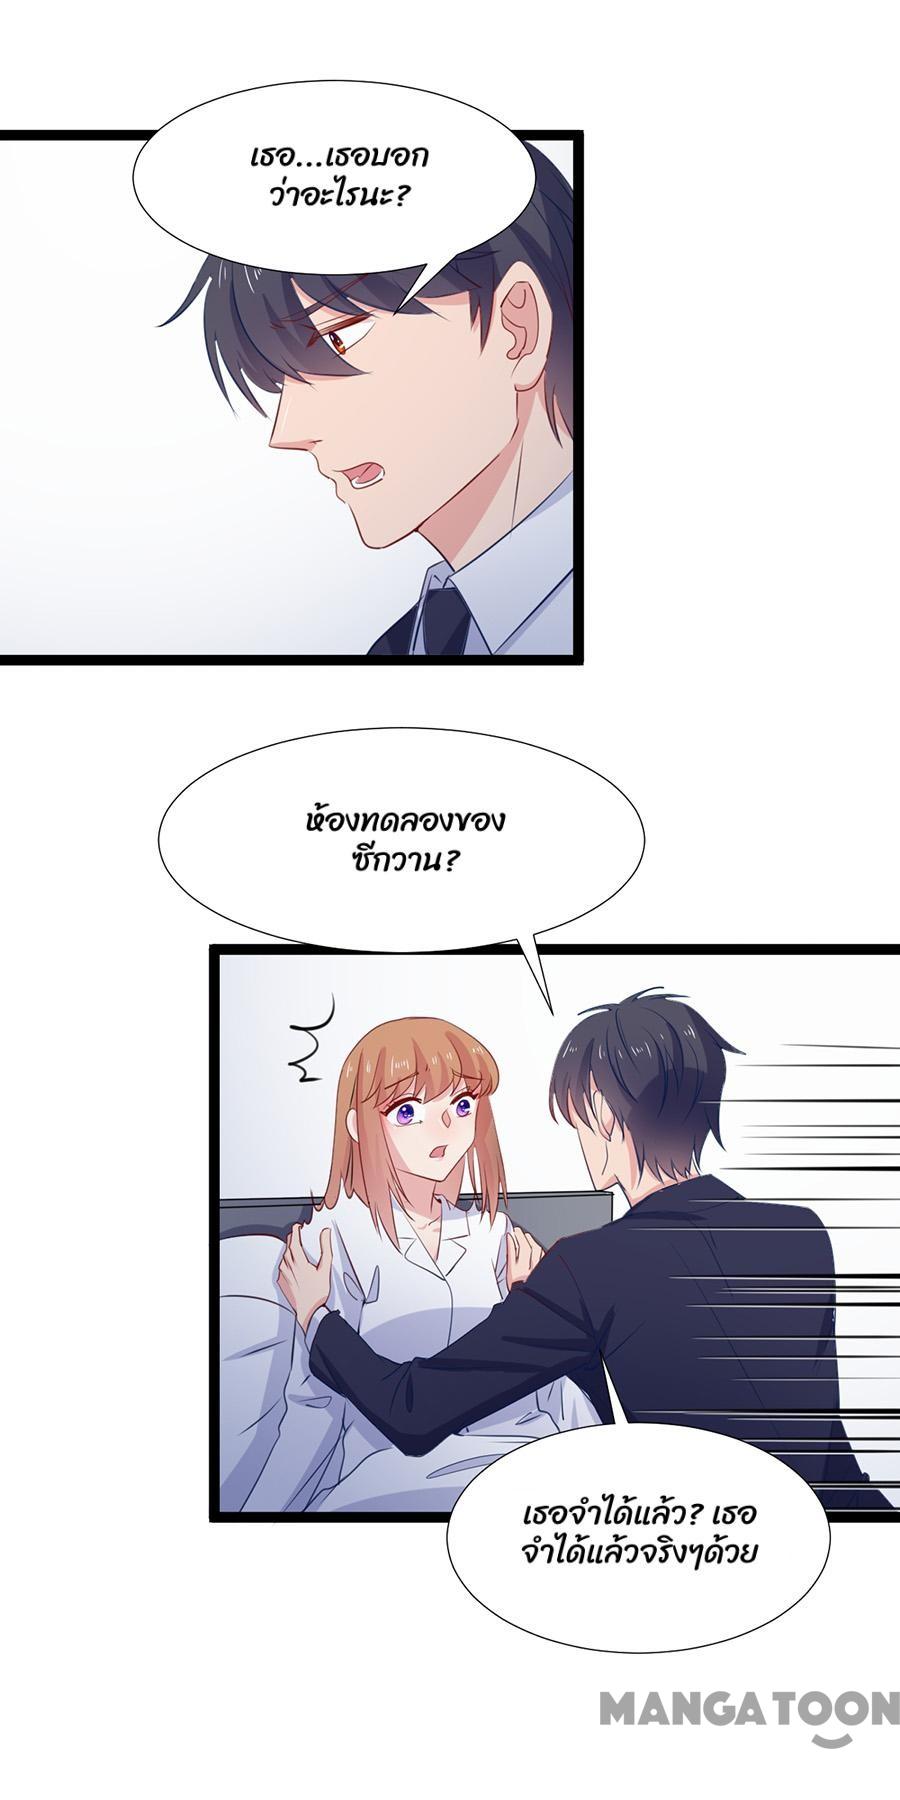 เธอ...เธอบอก
ว่าอะไรนะ?
ห้องทดลองของ
ซีกวาน?
เธอจำได้แล้ว? เธอ
จำได้แล้วจริงๆด้วย
MANGATOON